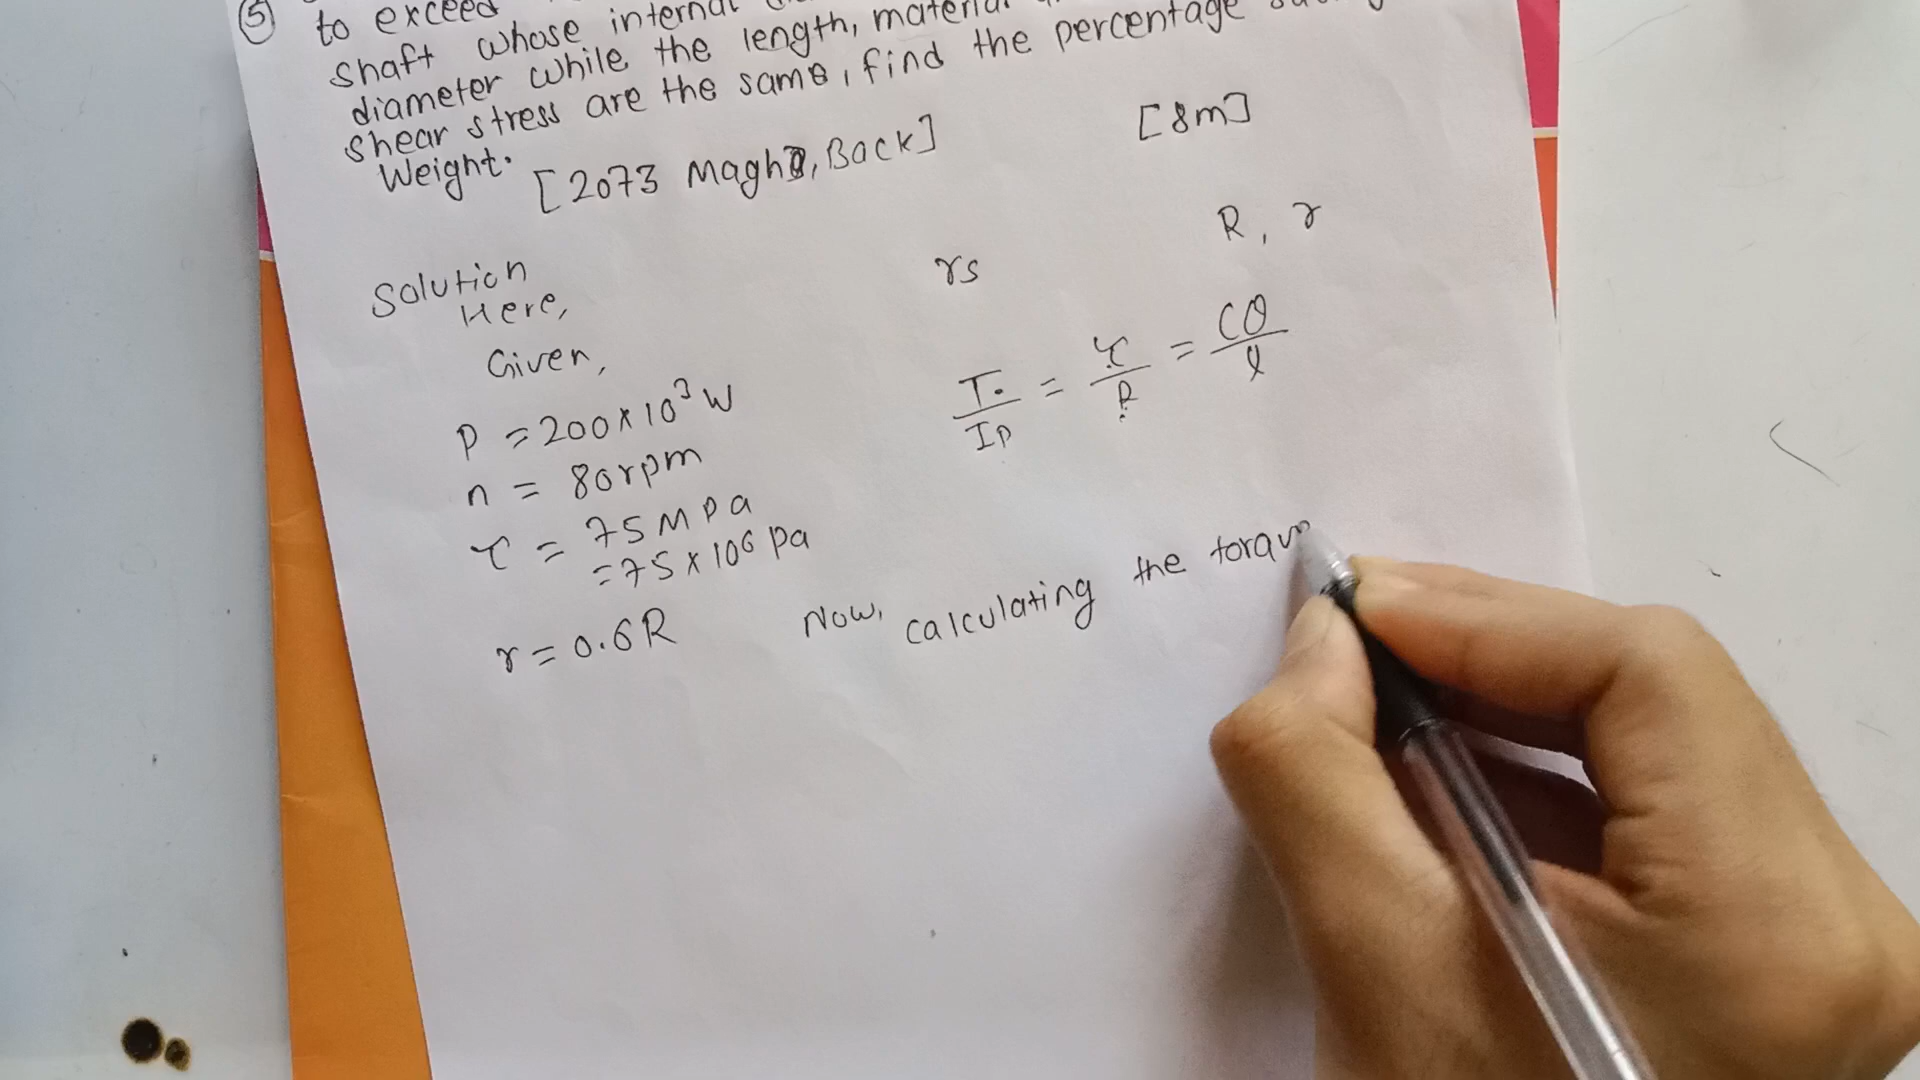 ⑤ to exceed
shaft whose internal
diameter while the length, material
shear stress are the same, find the percentage
Weight. [2073 Magh, Back] [8m]
Solution
Here,
Given,
P = 200×10³ W
n = 80rpm
τ = 75 MPa
= 75×10⁶ Pa
r = 0.6R
rs
R, r
T/Ip = τ/R = Cθ/l
Now, calculating the torqu